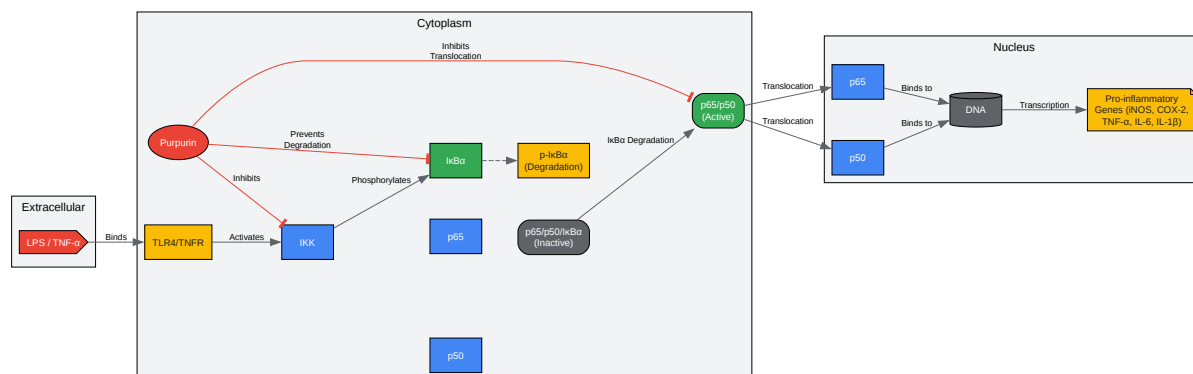 Cytoplasm
Inhibits
Translocation
Nucleus
p65
Translocation
Binds to
p65/p50
(Active)
DNA
Transcription
Pro-inflammatory
Genes (iNOS, COX-2,
TNF-α, IL-6, IL-1β)
Translocation
Binds to
p50
Purpurin
Prevents
Degradation
IκBα Degradation
IκBα
p-IκBα
(Degradation)
Inhibits
Phosphorylates
Extracellular
LPS / TNF-α
Binds
TLR4/TNFR
Activates
IKK
p65
p65/p50/IκBα
(Inactive)
p50